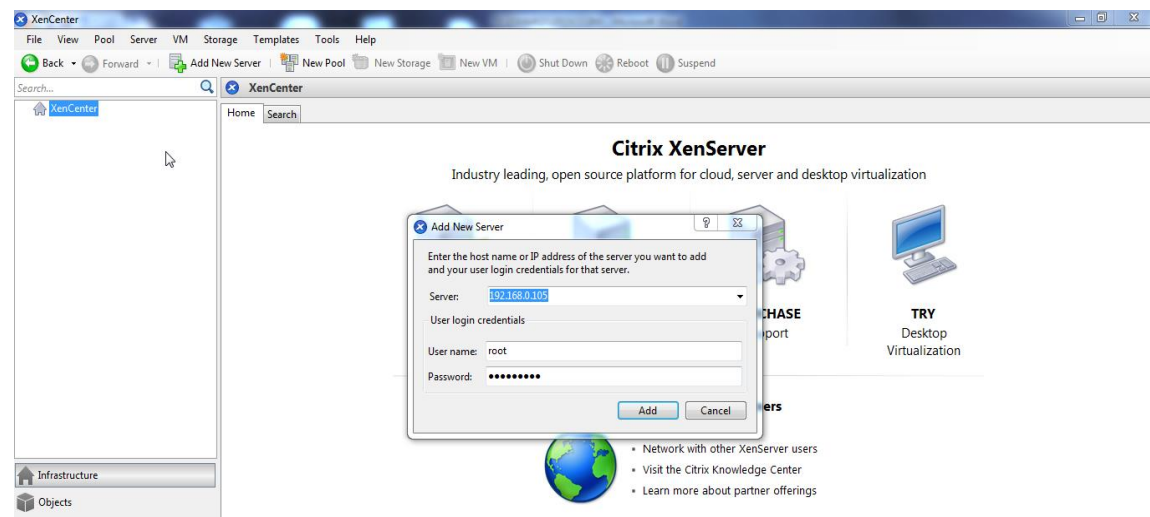 XenCenter
File View Pool Server VM Storage Templates Tools Help
Back Forward Add New Server New Pool New Storage New VM Shut Down Reboot Suspend
Search...
XenCenter
XenCenter
Home Search
Citrix XenServer
Industry leading, open source platform for cloud, server and desktop virtualization
Add New Server
Enter the host name or IP address of the server you want to add
and your user login credentials for that server.
Server: 192.168.0.105
User login credentials
User name: root
Password: •••••••••
Add Cancel
CHASE
port
TRY
Desktop
Virtualization
ers
• Network with other XenServer users
• Visit the Citrix Knowledge Center
• Learn more about partner offerings
Infrastructure
Objects